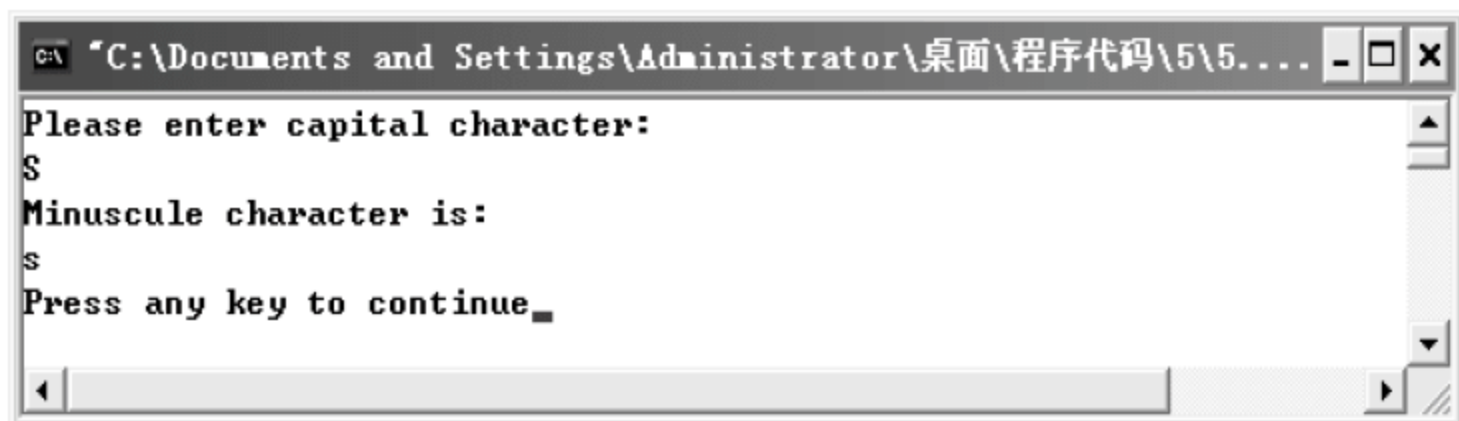 "C:\Documents and Settings\Administrator\桌面\程序代码\5\5....
Please enter capital character:
S
Minuscule character is:
s
Press any key to continue_